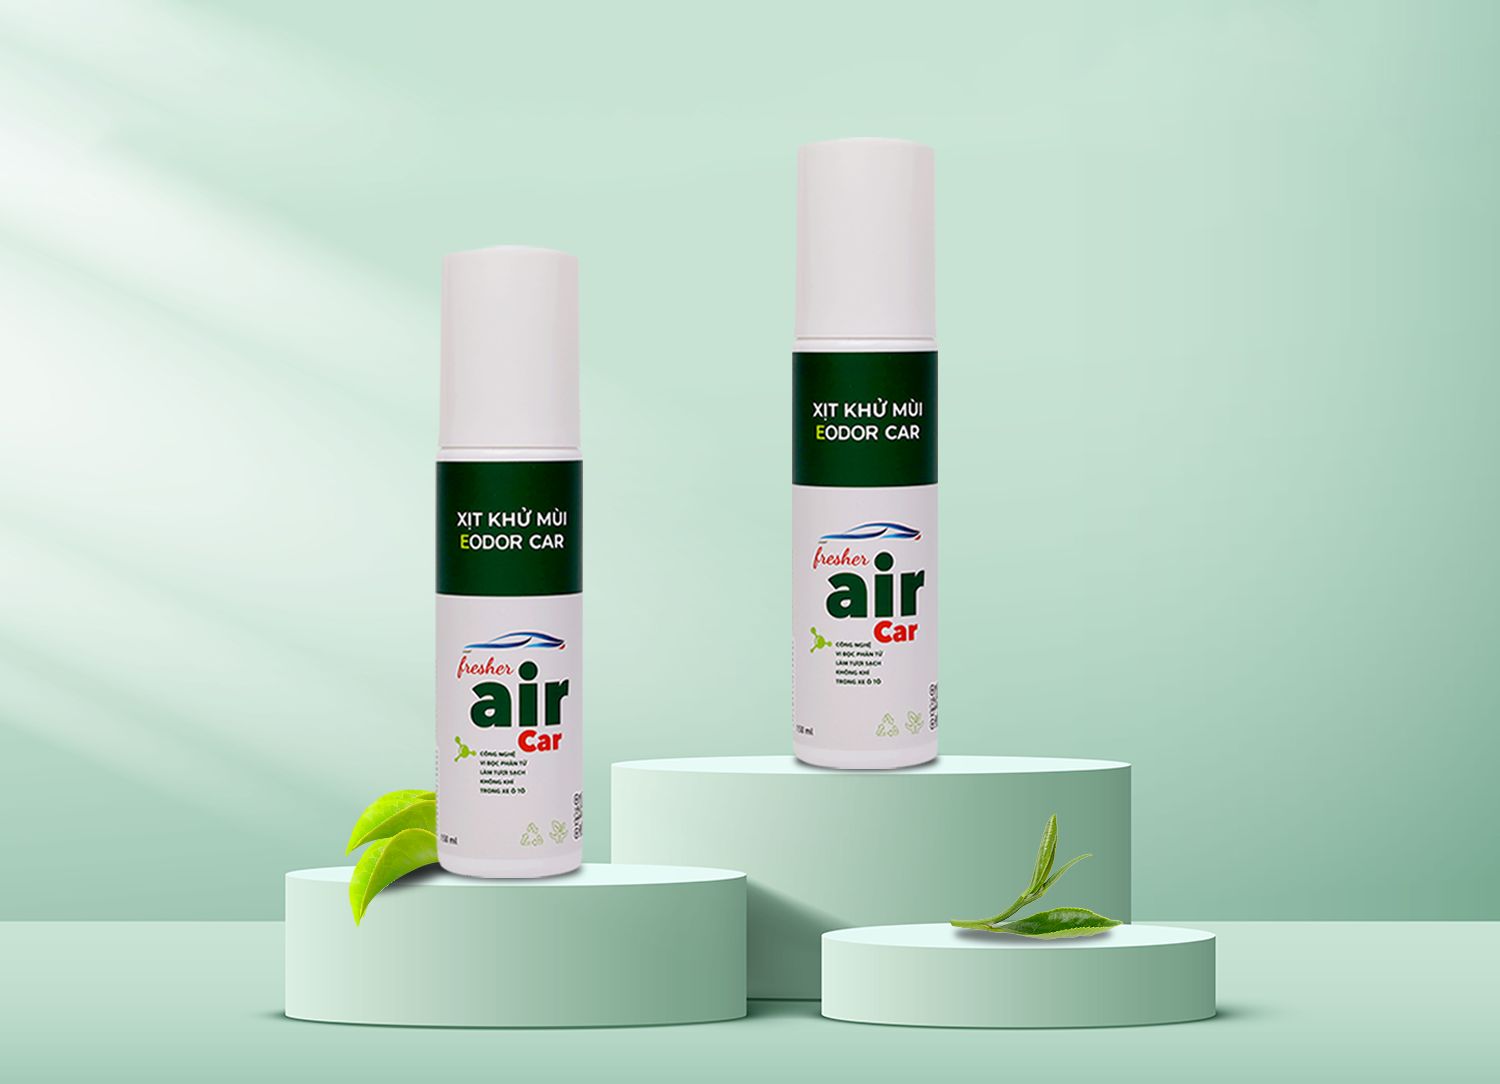 XỊT KHỬ MÙI
EODOR CAR
fresher
air
Car
CÔNG NGHỆ
VI BỌC PHÂN TỬ
LÀM TƯƠI SẠCH
KHÔNG KHÍ
TRONG XE Ô TÔ
150 ml
XỊT KHỬ MÙI
EODOR CAR
fresher
air
Car
CÔNG NGHỆ
VI BỌC PHÂN TỬ
LÀM TƯƠI SẠCH
KHÔNG KHÍ
TRONG XE Ô TÔ
150 ml